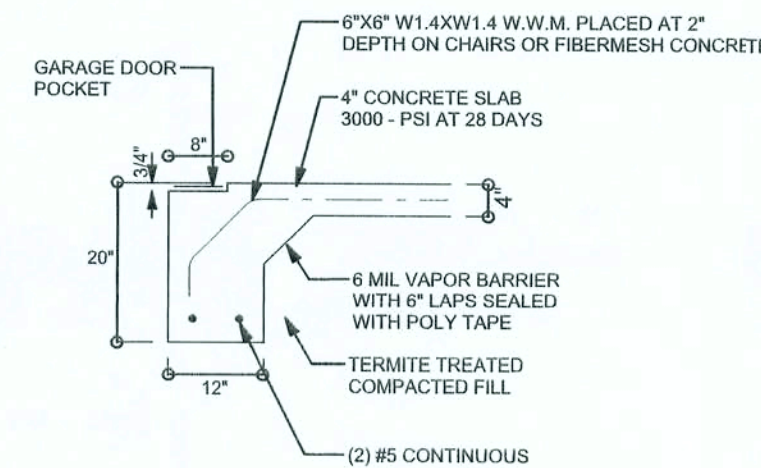 6"X6" W1.4XW1.4 W.W.M. PLACED AT 2"
DEPTH ON CHAIRS OR FIBERMESH CONCRETE
GARAGE DOOR
POCKET
4" CONCRETE SLAB
3000 - PSI AT 28 DAYS
8"
3/4"
4"
20"
6 MIL VAPOR BARRIER
WITH 6" LAPS SEALED
WITH POLY TAPE
TERMITE TREATED
COMPACTED FILL
12"
(2) #5 CONTINUOUS